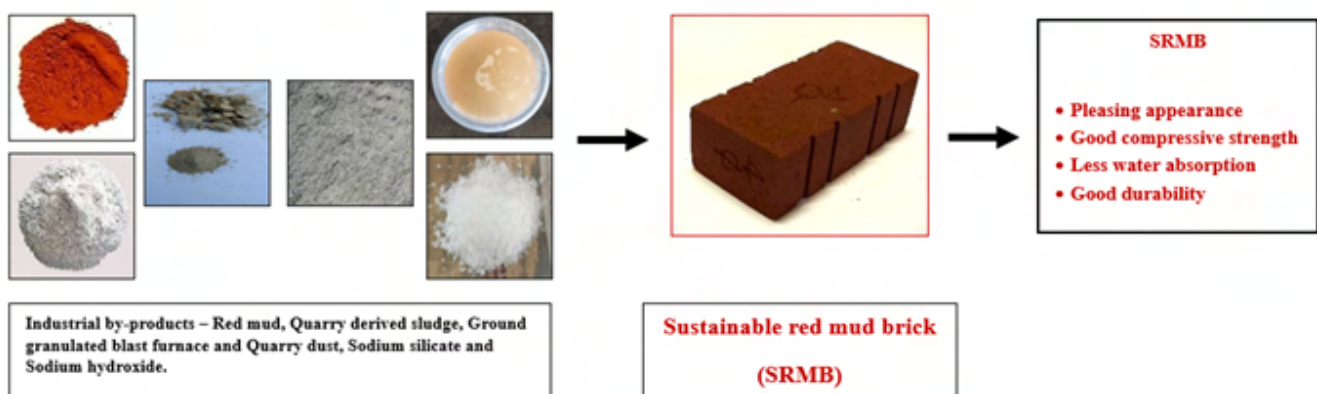 SRMB
• Pleasing appearance
• Good compressive strength
• Less water absorption
• Good durability
Industrial by-products – Red mud, Quarry derived sludge, Ground
granulated blast furnace and Quarry dust, Sodium silicate and
Sodium hydroxide.
Sustainable red mud brick
(SRMB)